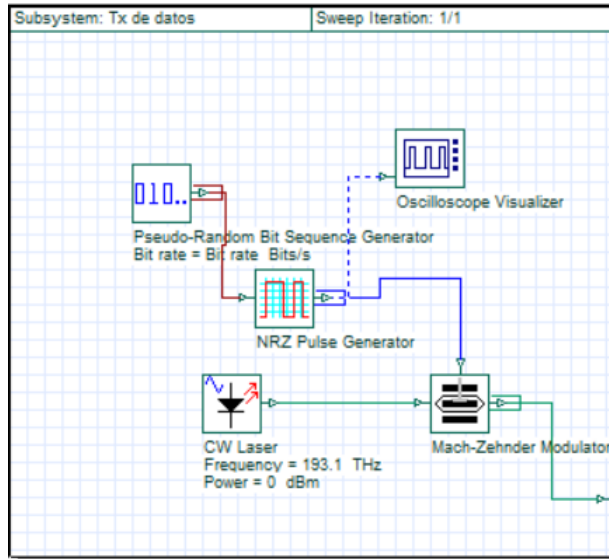 Subsystem: Tx de datos
Sweep Iteration: 1/1
010..
Oscilloscope Visualizer
Pseudo-Random Bit Sequence Generator
Bit rate = Bit rate Bits/s
NRZ Pulse Generator
CW Laser
Frequency = 193.1 THz
Power = 0 dBm
Mach-Zehnder Modulator